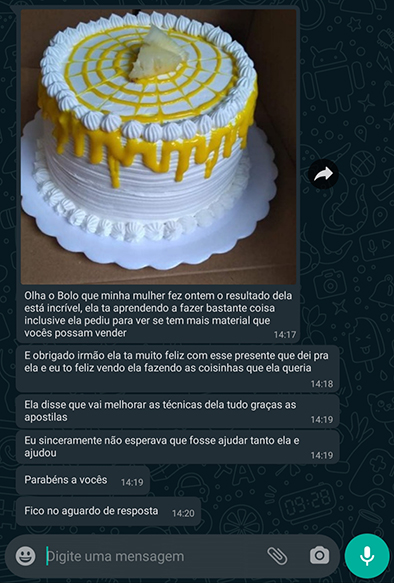 Olha o Bolo que minha mulher fez ontem o resultado dela
está incrível, ela ta aprendendo a fazer bastante coisa
inclusive ela pediu para ver se tem mais material que
vocês possam vender
14:17
E obrigado irmão ela ta muito feliz com esse presente que dei pra
ela e eu to feliz vendo ela fazendo as coisinhas que ela queria
14:18
Ela disse que vai melhorar as técnicas dela tudo graças as
apostilas
14:19
Eu sinceramente não esperava que fosse ajudar tanto ela e
ajudou
14:19
Parabéns a vocês 14:19
Fico no aguardo de resposta 14:20
Digite uma mensagem